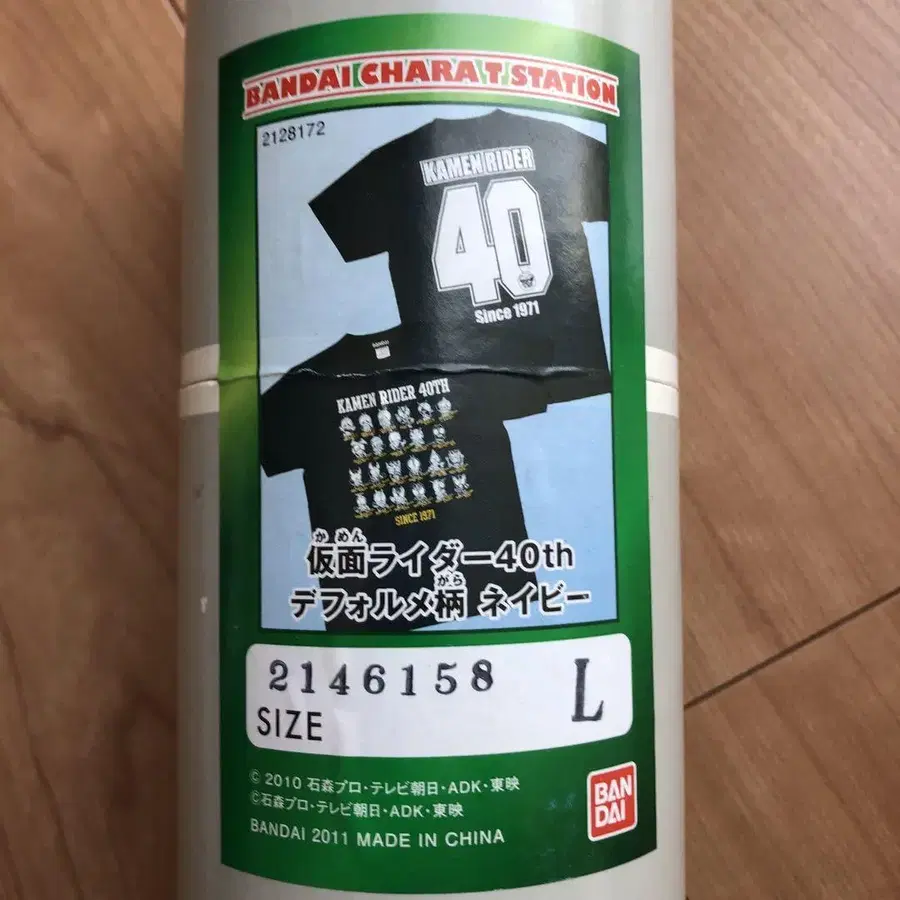 BANDAI CHARA T STATION
2128172
KAMEN RIDER
40
Since 1971
KAMEN RIDER 40TH
SINCE 1971
かめん
仮面ライダー40th
がら
デフォルメ柄 ネイビー
2146158 L
SIZE
© 2010 石森プロ・テレビ朝日・ADK・東映
©石森プロ・テレビ朝日・ADK・東映
BANDAI 2011 MADE IN CHINA
BAN
DAI